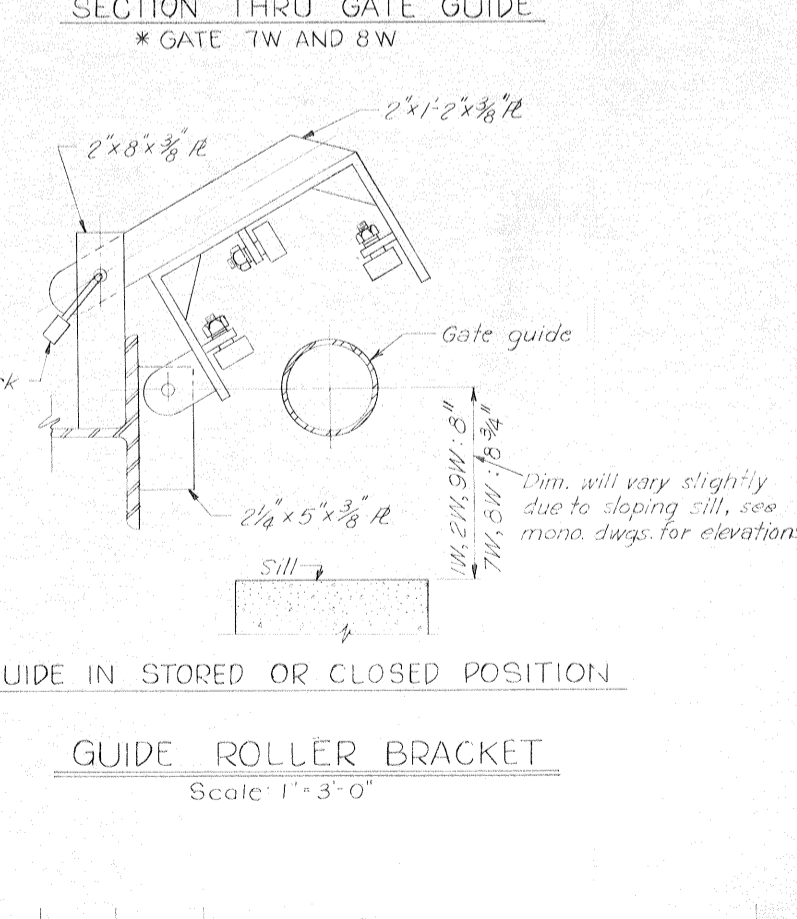 SECTION THRU GATE GUIDE
* GATE 7W AND 8W
2"x1'-2"x3/8" PL
2"x8"x3/8" PL
Gate guide
1W, 2W, 9W: 8"
7W, 8W: 8 3/4"
Dim. will vary slightly
due to sloping sill, see
mono. dwgs. for elevations
2 1/4"x5"x3/8" PL
Sill
IN STORED OR CLOSED POSITION
GUIDE ROLLER BRACKET
Scale: 1"=3'-0"